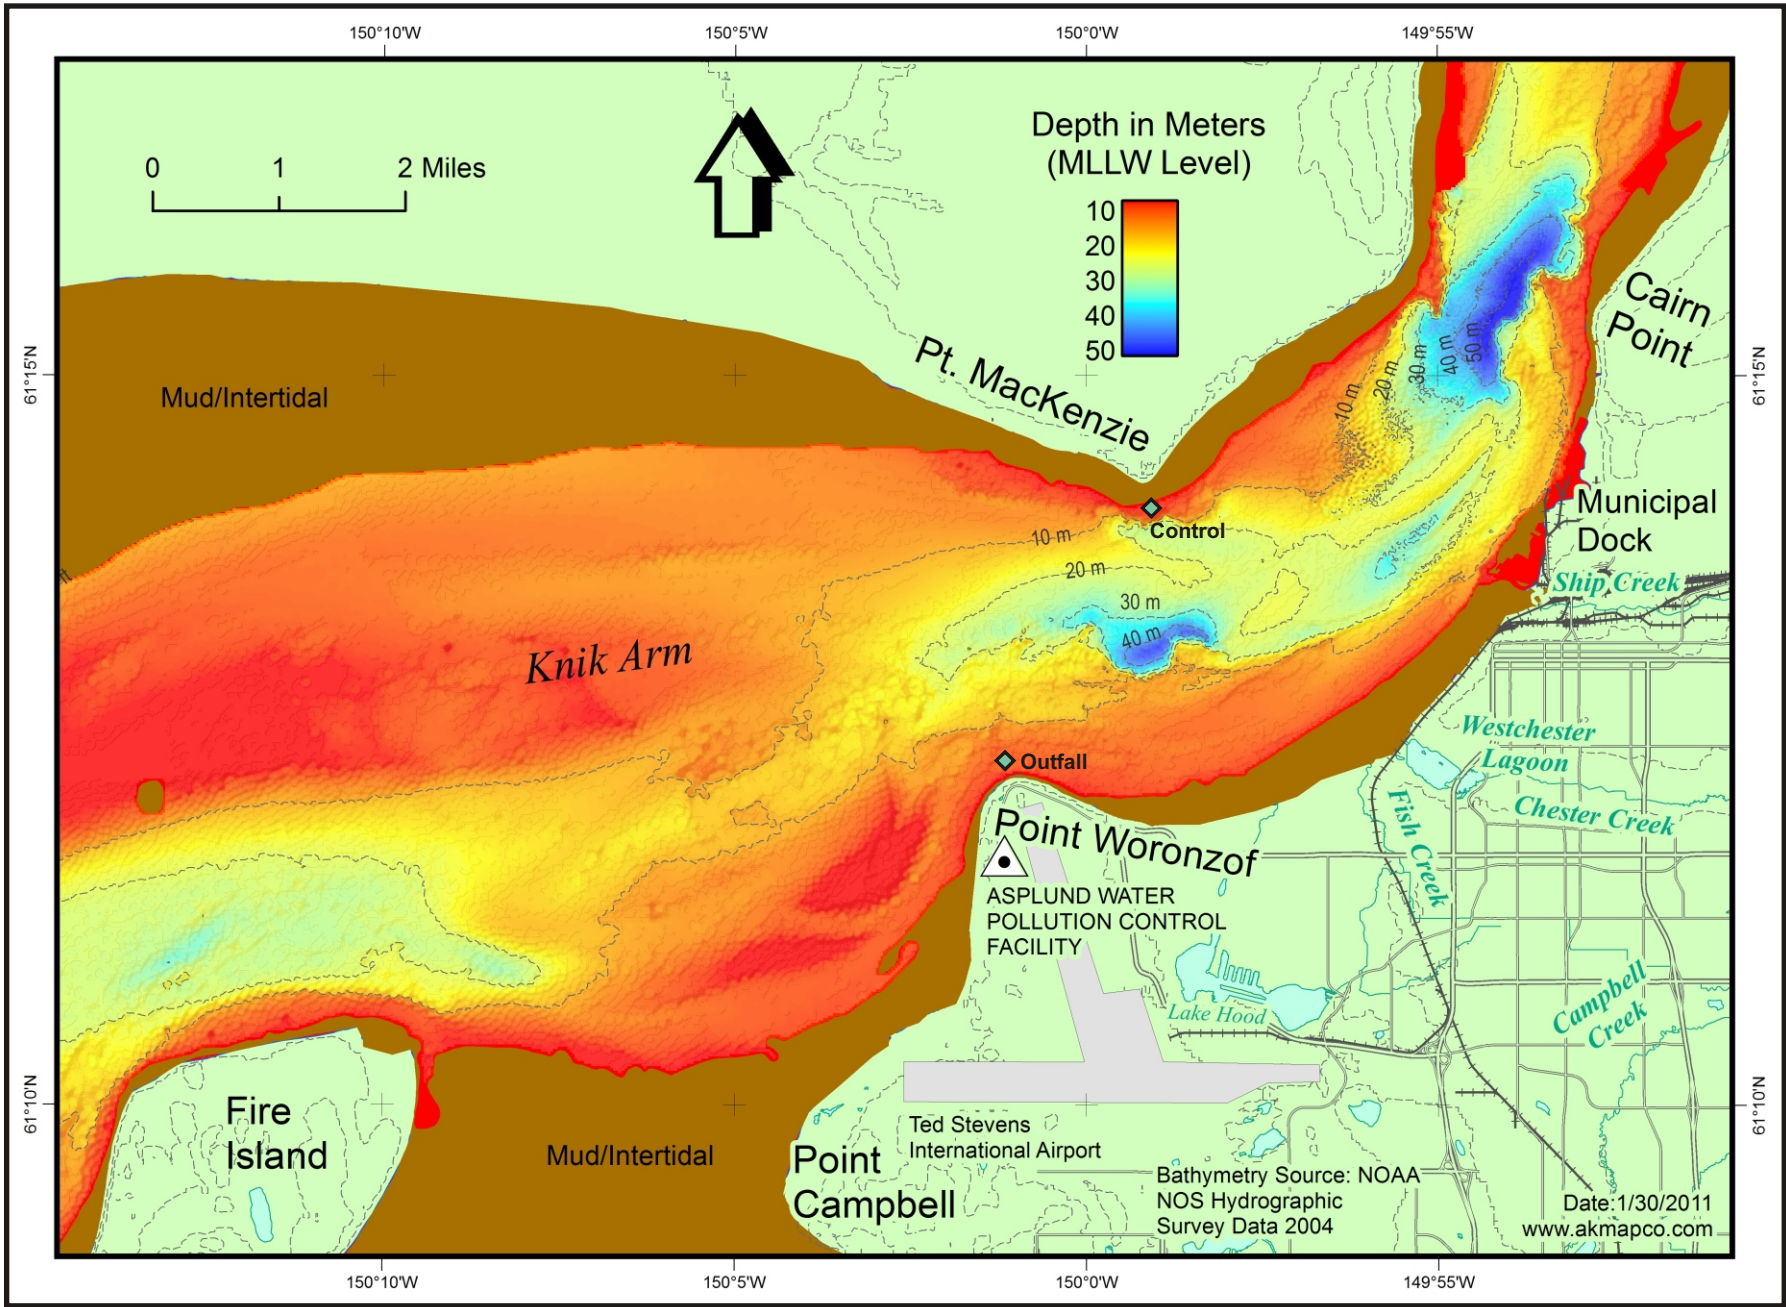 150°10'W
150°5'W
150°0'W
149°55'W
0 1 2 Miles
Depth in Meters
(MLLW Level)
10
20
30
40
50
Cairn
Point
61°15'N
61°15'N
Pt. MacKenzie
Mud/Intertidal
10 m
20 m
30 m
40 m
50 m
Control
Municipal
Dock
Ship Creek
10 m
20 m
30 m
40 m
Knik Arm
Outfall
Westchester
Lagoon
Chester Creek
Fish Creek
Point Woronzof
ASPLUND WATER
POLLUTION CONTROL
FACILITY
Lake Hood
Campbell
Creek
61°10'N
61°10'N
Fire
Island
Mud/Intertidal
Point
Campbell
Ted Stevens
International Airport
Bathymetry Source: NOAA
NOS Hydrographic
Survey Data 2004
Date:1/30/2011
www.akmapco.com
150°10'W
150°5'W
150°0'W
149°55'W